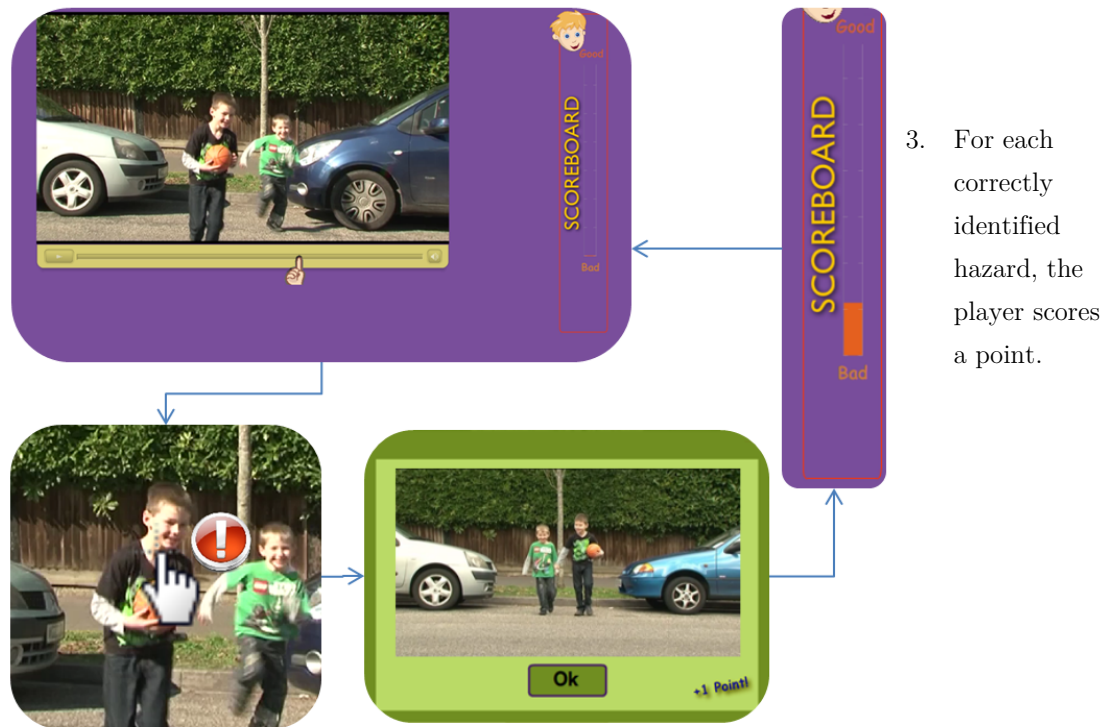 Good
SCOREBOARD
Bad
Good
SCOREBOARD
Bad
3. For each
correctly
identified
hazard, the
player scores
a point.
!
Ok
+1 Point!